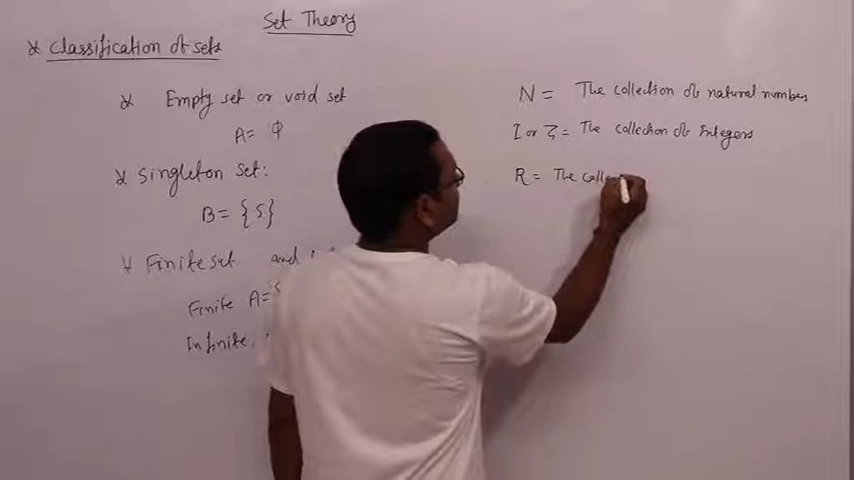 Set Theory
* Classification of sets
* Empty set or void set
A = Φ
* Singleton set:
B = {5}
* Finite set and
Finite A =
Infinite.
N = The collection of natural numbers
I or Z = The collection of Integers
R = The colle